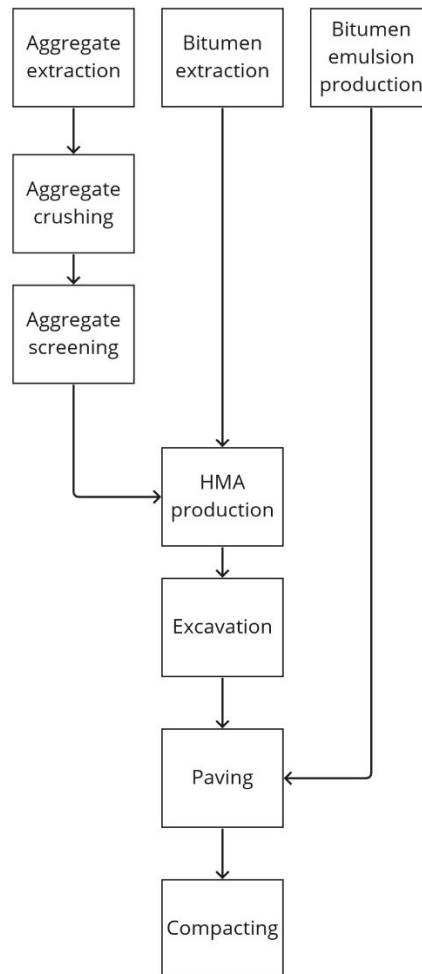 Aggregate
extraction
Bitumen
extraction
Bitumen
emulsion
production
Aggregate
crushing
Aggregate
screening
HMA
production
Excavation
Paving
Compacting